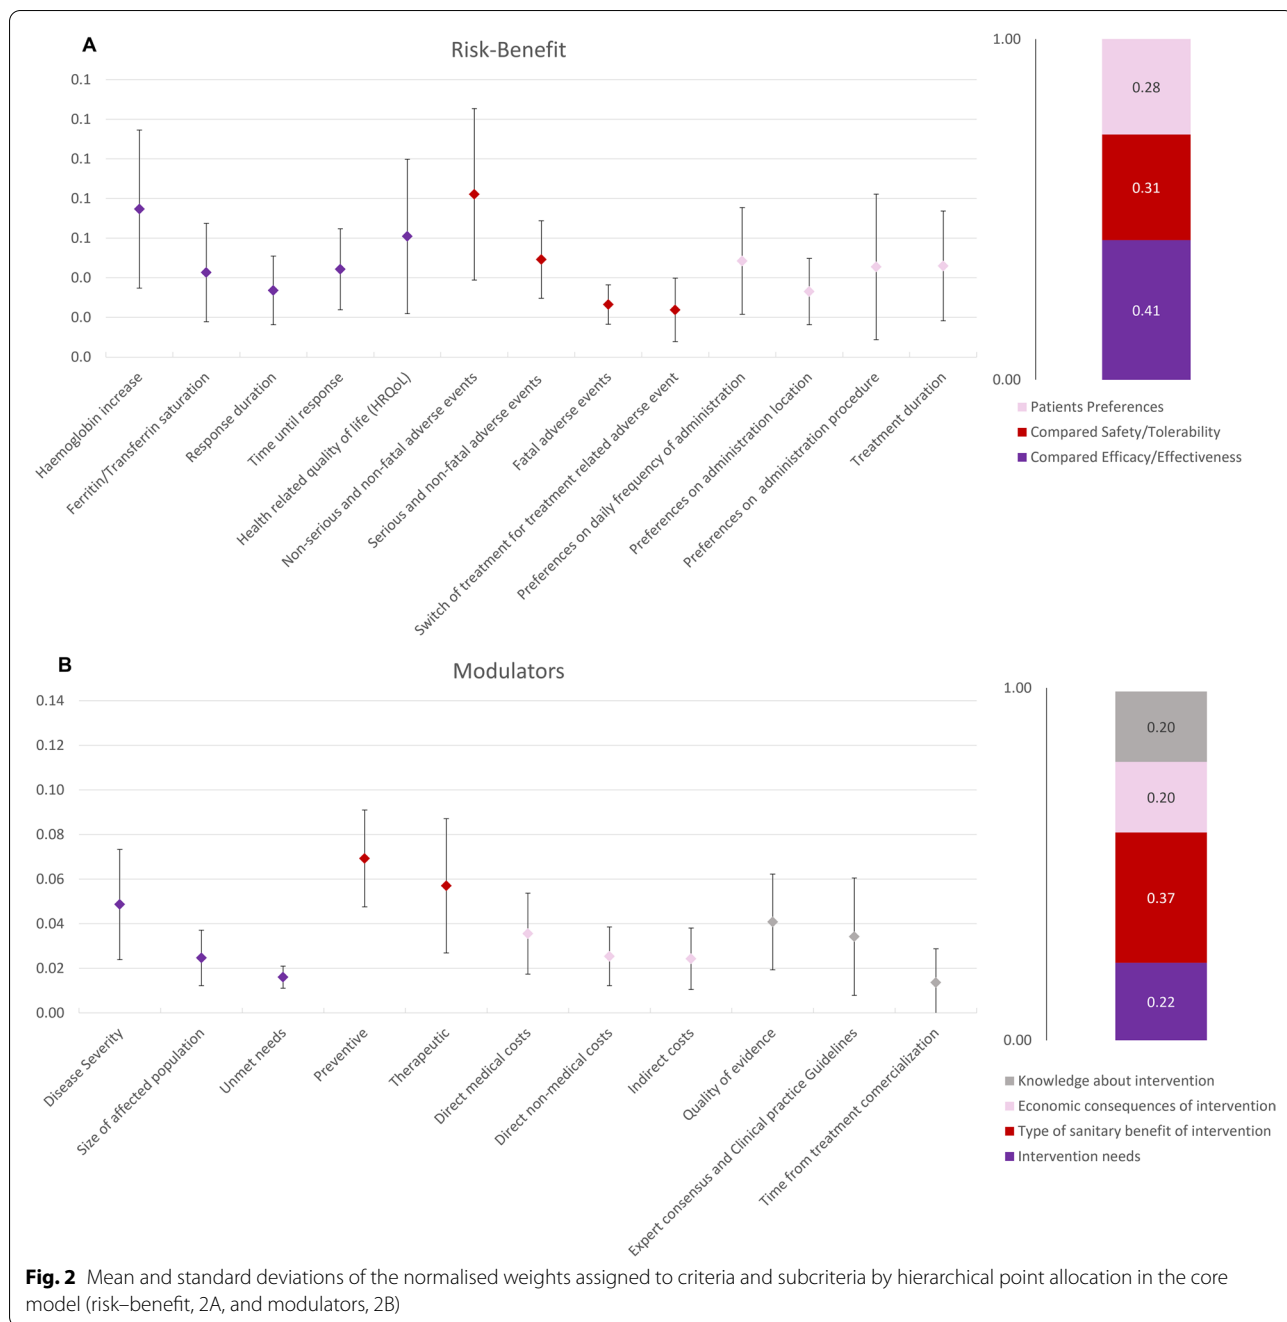 A
Risk-Benefit
0.1
0.1
0.1
0.1
0.1
0.0
0.0
0.0
Haemoglobin increase
Ferritin/Transferrin saturation
Response duration
Time until response
Health related quality of life (HRQoL)
Non-serious and non-fatal adverse events
Serious and non-fatal adverse events
Fatal adverse events
Switch of treatment for treatment related adverse event
Preferences on daily frequency of administration
Preferences on administration location
Preferences on administration procedure
Treatment duration
1.00
0.28
0.31
0.41
0.00
Patients Preferences
Compared Safety/Tolerability
Compared Efficacy/Effectiveness
B
Modulators
0.14
0.12
0.10
0.08
0.06
0.04
0.02
0.00
Disease Severity
Size of affected population
Unmet needs
Preventive
Therapeutic
Direct medical costs
Direct non-medical costs
Indirect costs
Quality of evidence
Expert consensus and Clinical practice Guidelines
Time from treatment comercialization
1.00
0.20
0.20
0.37
0.22
0.00
Knowledge about intervention
Economic consequences of intervention
Type of sanitary benefit of intervention
Intervention needs
Fig. 2 Mean and standard deviations of the normalised weights assigned to criteria and subcriteria by hierarchical point allocation in the core
model (risk–benefit, 2A, and modulators, 2B)